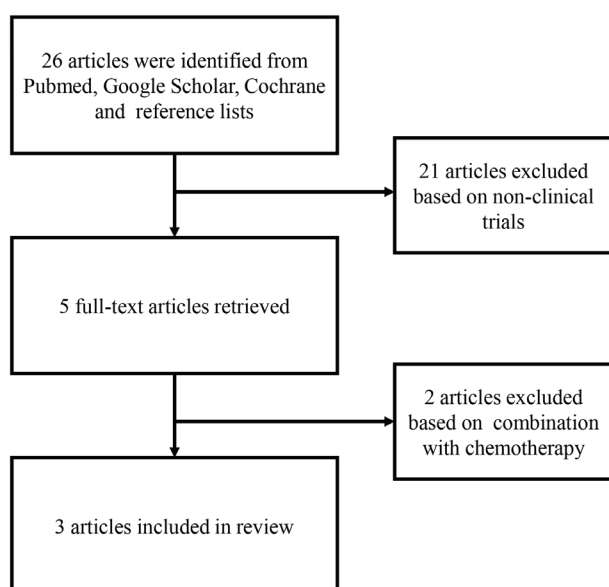 26 articles were identified from
Pubmed, Google Scholar, Cochrane
and reference lists
21 articles excluded
based on non-clinical
trials
5 full-text articles retrieved
2 articles excluded
based on combination
with chemotherapy
3 articles included in review